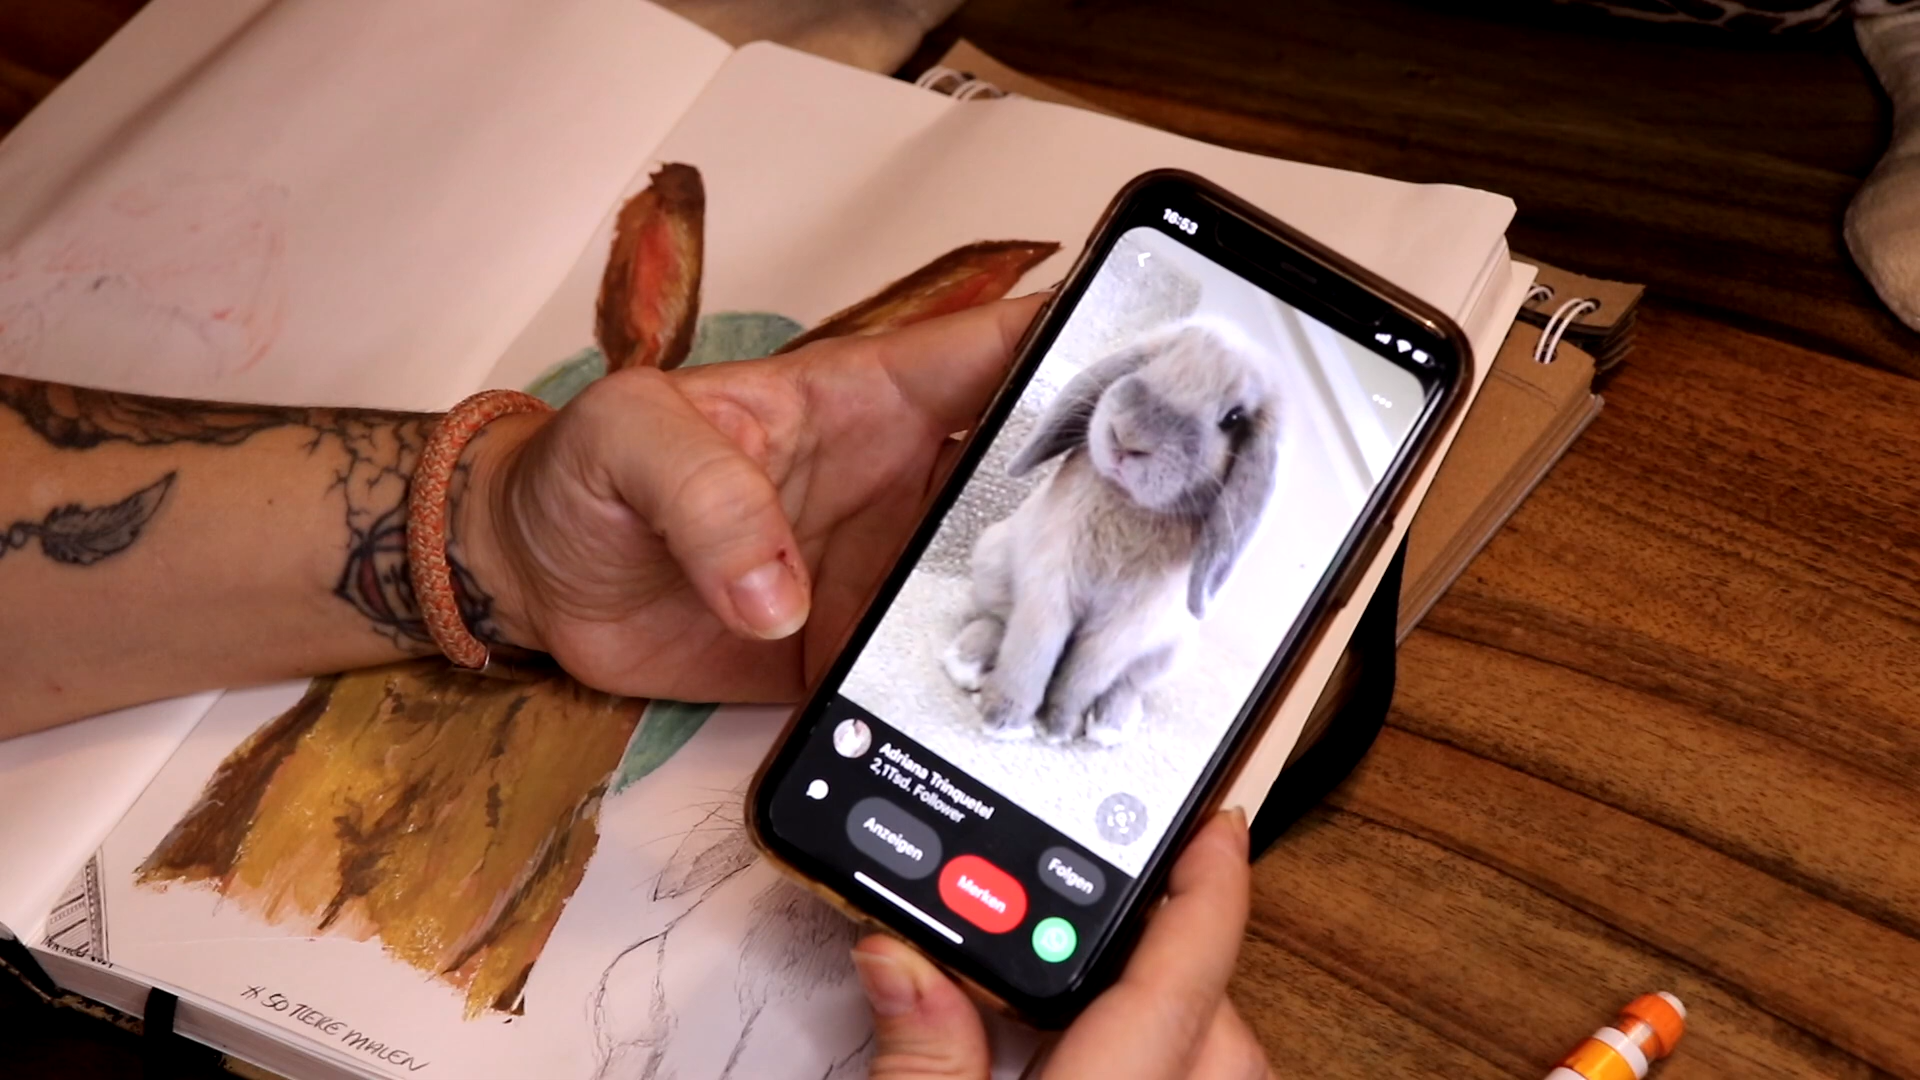 16:53
Adriana Trinquetel
2,1Tsd. Follower
Anzeigen
Merken
Folgen
* SO TIERE MALEN